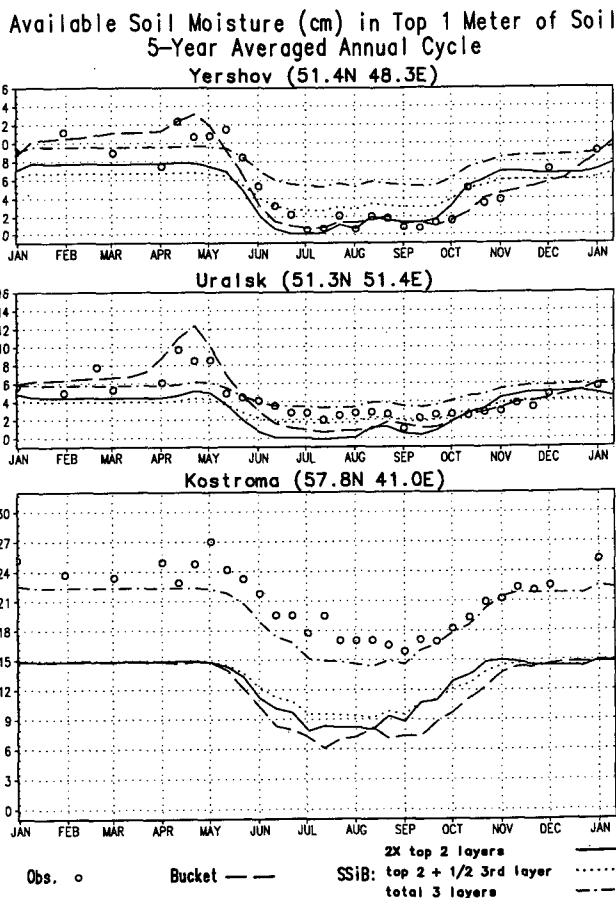 Available Soil Moisture (cm) in Top 1 Meter of Soil
5-Year Averaged Annual Cycle
Yershov (51.4N 48.3E)
6
4
2
0
8
6
4
2
0
JAN FEB MAR APR MAY JUN JUL AUG SEP OCT NOV DEC JAN
Uralsk (51.3N 51.4E)
16
14
12
10
8
6
4
2
0
JAN FEB MAR APR MAY JUN JUL AUG SEP OCT NOV DEC JAN
Kostroma (57.8N 41.0E)
30
27
24
21
18
15
12
9
6
3
0
JAN FEB MAR APR MAY JUN JUL AUG SEP OCT NOV DEC JAN
Obs. Bucket SSiB:
2X top 2 layers
top 2 + 1/2 3rd layer
total 3 layers